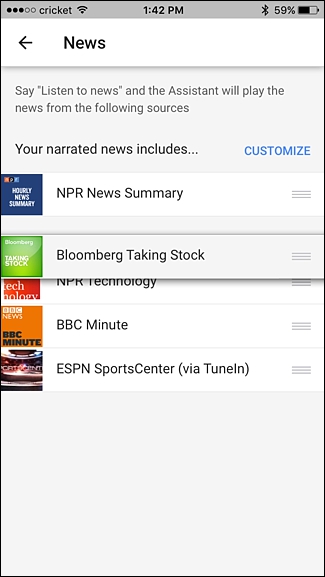 cricket 1:42 PM 59%
News
Say "Listen to news" and the Assistant will play the
news from the following sources
Your narrated news includes...
CUSTOMIZE
npr
HOURLY
NEWS
SUMMARY
NPR News Summary
Bloomberg
TAKING
STOCK
Bloomberg Taking Stock
tech
nology
NPR Technology
BBC
NEWS
BBC
MINUTE
BBC Minute
ESPN SportsCenter (via TuneIn)